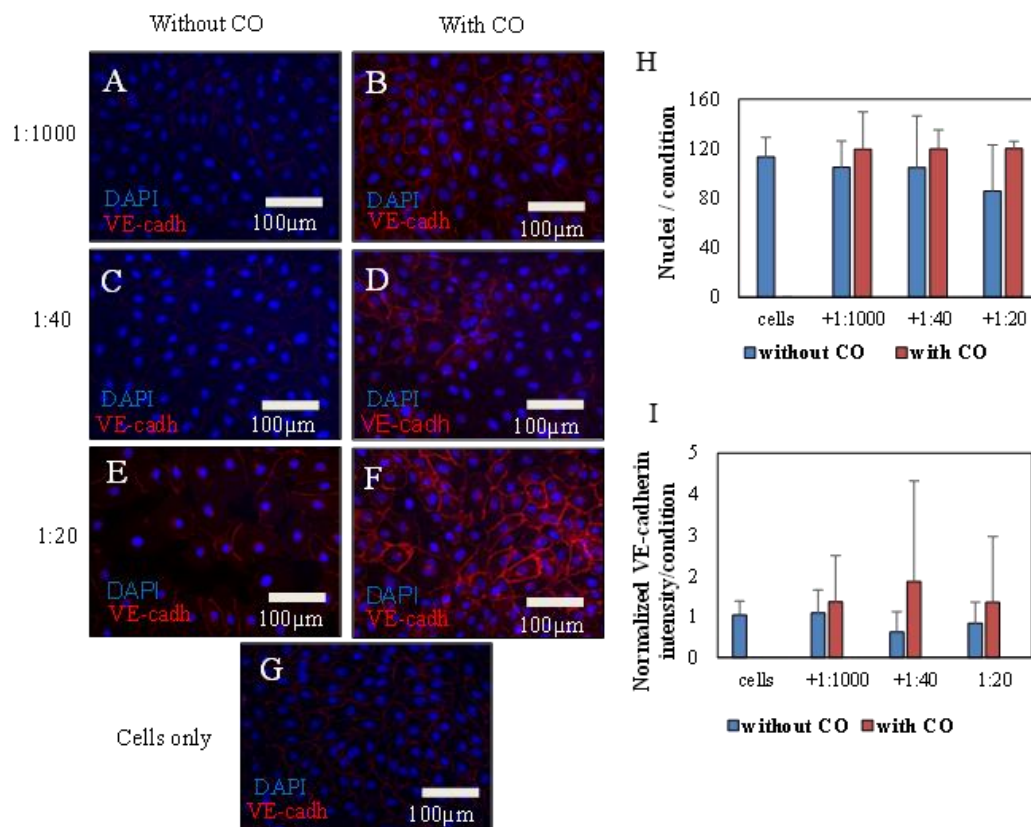 Without CO
With CO
1:1000
A
DAPI
VE-cadh
100µm
B
DAPI
VE-cadh
100µm
1:40
C
DAPI
VE-cadh
100µm
D
DAPI
VE-cadh
100µm
1:20
E
DAPI
VE-cadh
100µm
F
DAPI
VE-cadh
100µm
Cells only
G
DAPI
VE-cadh
100µm
H
Nuclei / condition
160
120
80
40
0
cells +1:1000 +1:40 +1:20
without CO with CO
I
Normalized VE-cadherin
intensity/condition
5
4
3
2
1
0
cells +1:1000 +1:40 1:20
without CO with CO